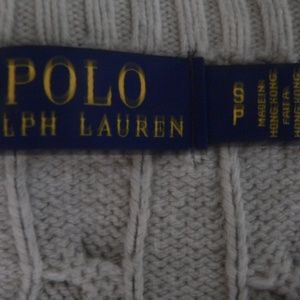 POLO
LPH LAUREN
S
P
MADE IN
HONG KONG
FAIT A
HONG KONG